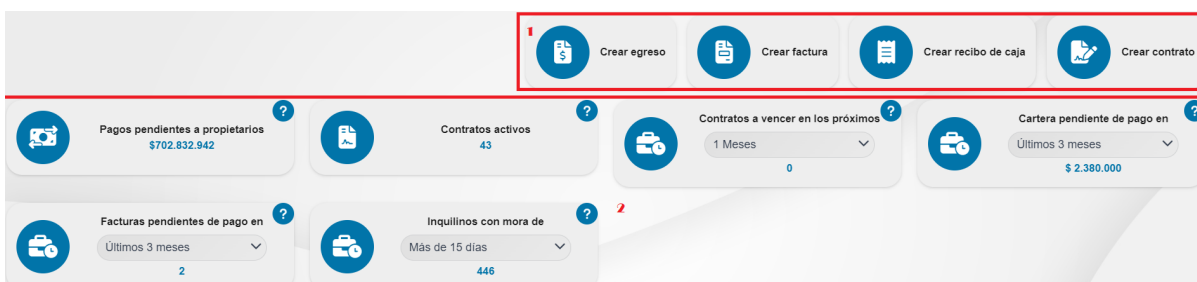 1
Crear egreso
Crear factura
Crear recibo de caja
Crear contrato
Pagos pendientes a propietarios
$702.832.942
?
Contratos activos
43
?
Contratos a vencer en los próximos
1 Meses
0
?
Cartera pendiente de pago en
Últimos 3 meses
$ 2.380.000
?
Facturas pendientes de pago en
Últimos 3 meses
2
?
Inquilinos con mora de
Más de 15 días
446
?
2